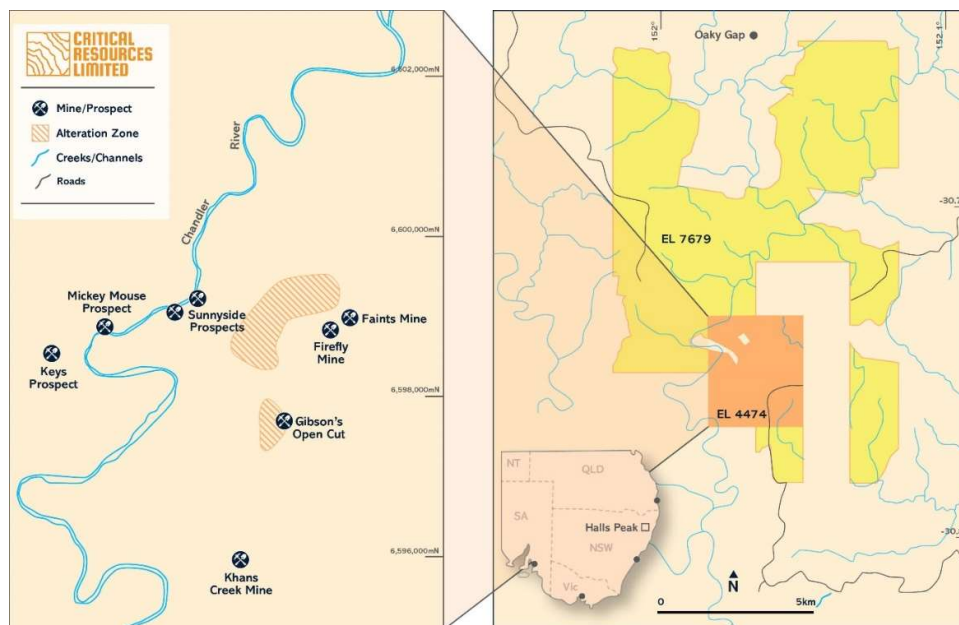 CRITICAL
RESOURCES
LIMITED
Mine/Prospect
Alteration Zone
Creeks/Channels
Roads
6,602,000mN
River
Chandler
6,600,000mN
Mickey Mouse
Prospect
Sunnyside
Prospects
Faints Mine
Firefly
Mine
Keys
Prospect
6,598,000mN
Gibson's
Open Cut
6,596,000mN
Khans
Creek Mine
152°
152.1°
Oaky Gap
EL 7679
-30.7
EL 4474
NT
QLD
SA
Halls Peak
NSW
Vic
-30.8
N
0
5km